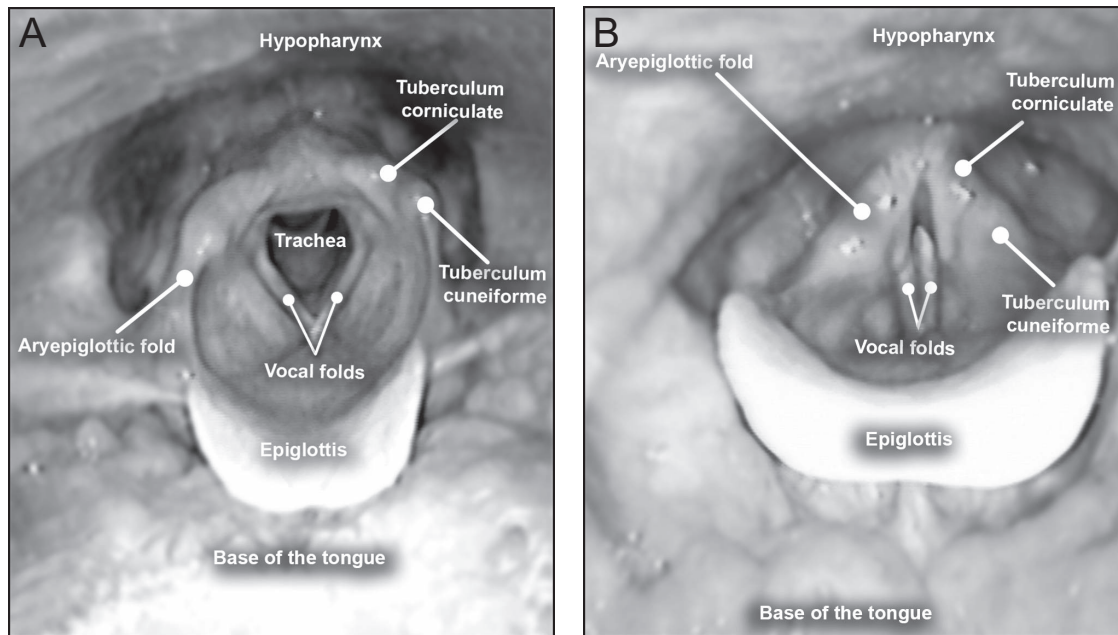 A
Hypopharynx
Tuberculum
corniculate
Trachea
Tuberculum
cuneiforme
Aryepiglottic fold
Vocal folds
Epiglottis
Base of the tongue
B
Hypopharynx
Aryepiglottic fold
Tuberculum
corniculate
Tuberculum
cuneiforme
Vocal folds
Epiglottis
Base of the tongue